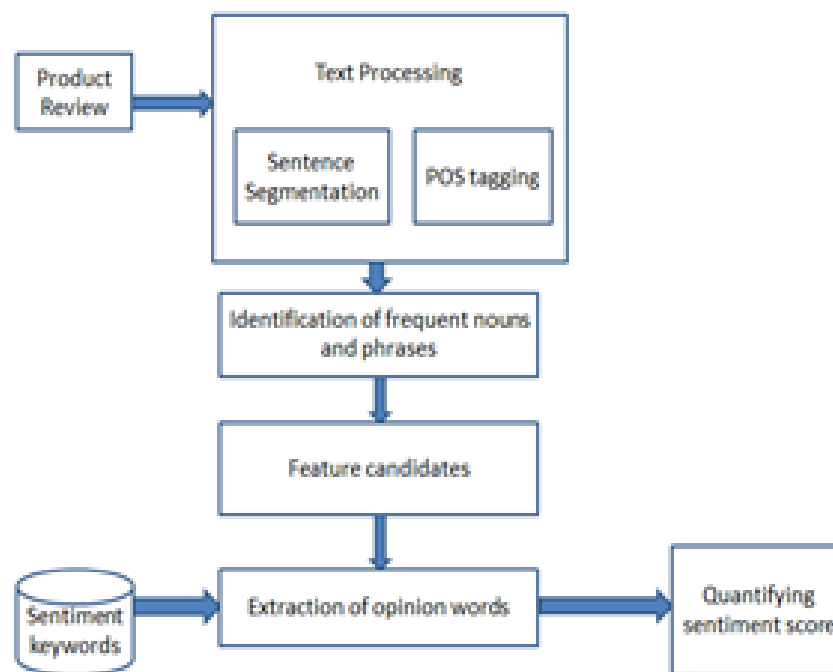 Product
Review
Text Processing
Sentence
Segmentation
POS tagging
Identification of frequent nouns
and phrases
Feature candidates
Sentiment
keywords
Extraction of opinion words
Quantifying
sentiment score